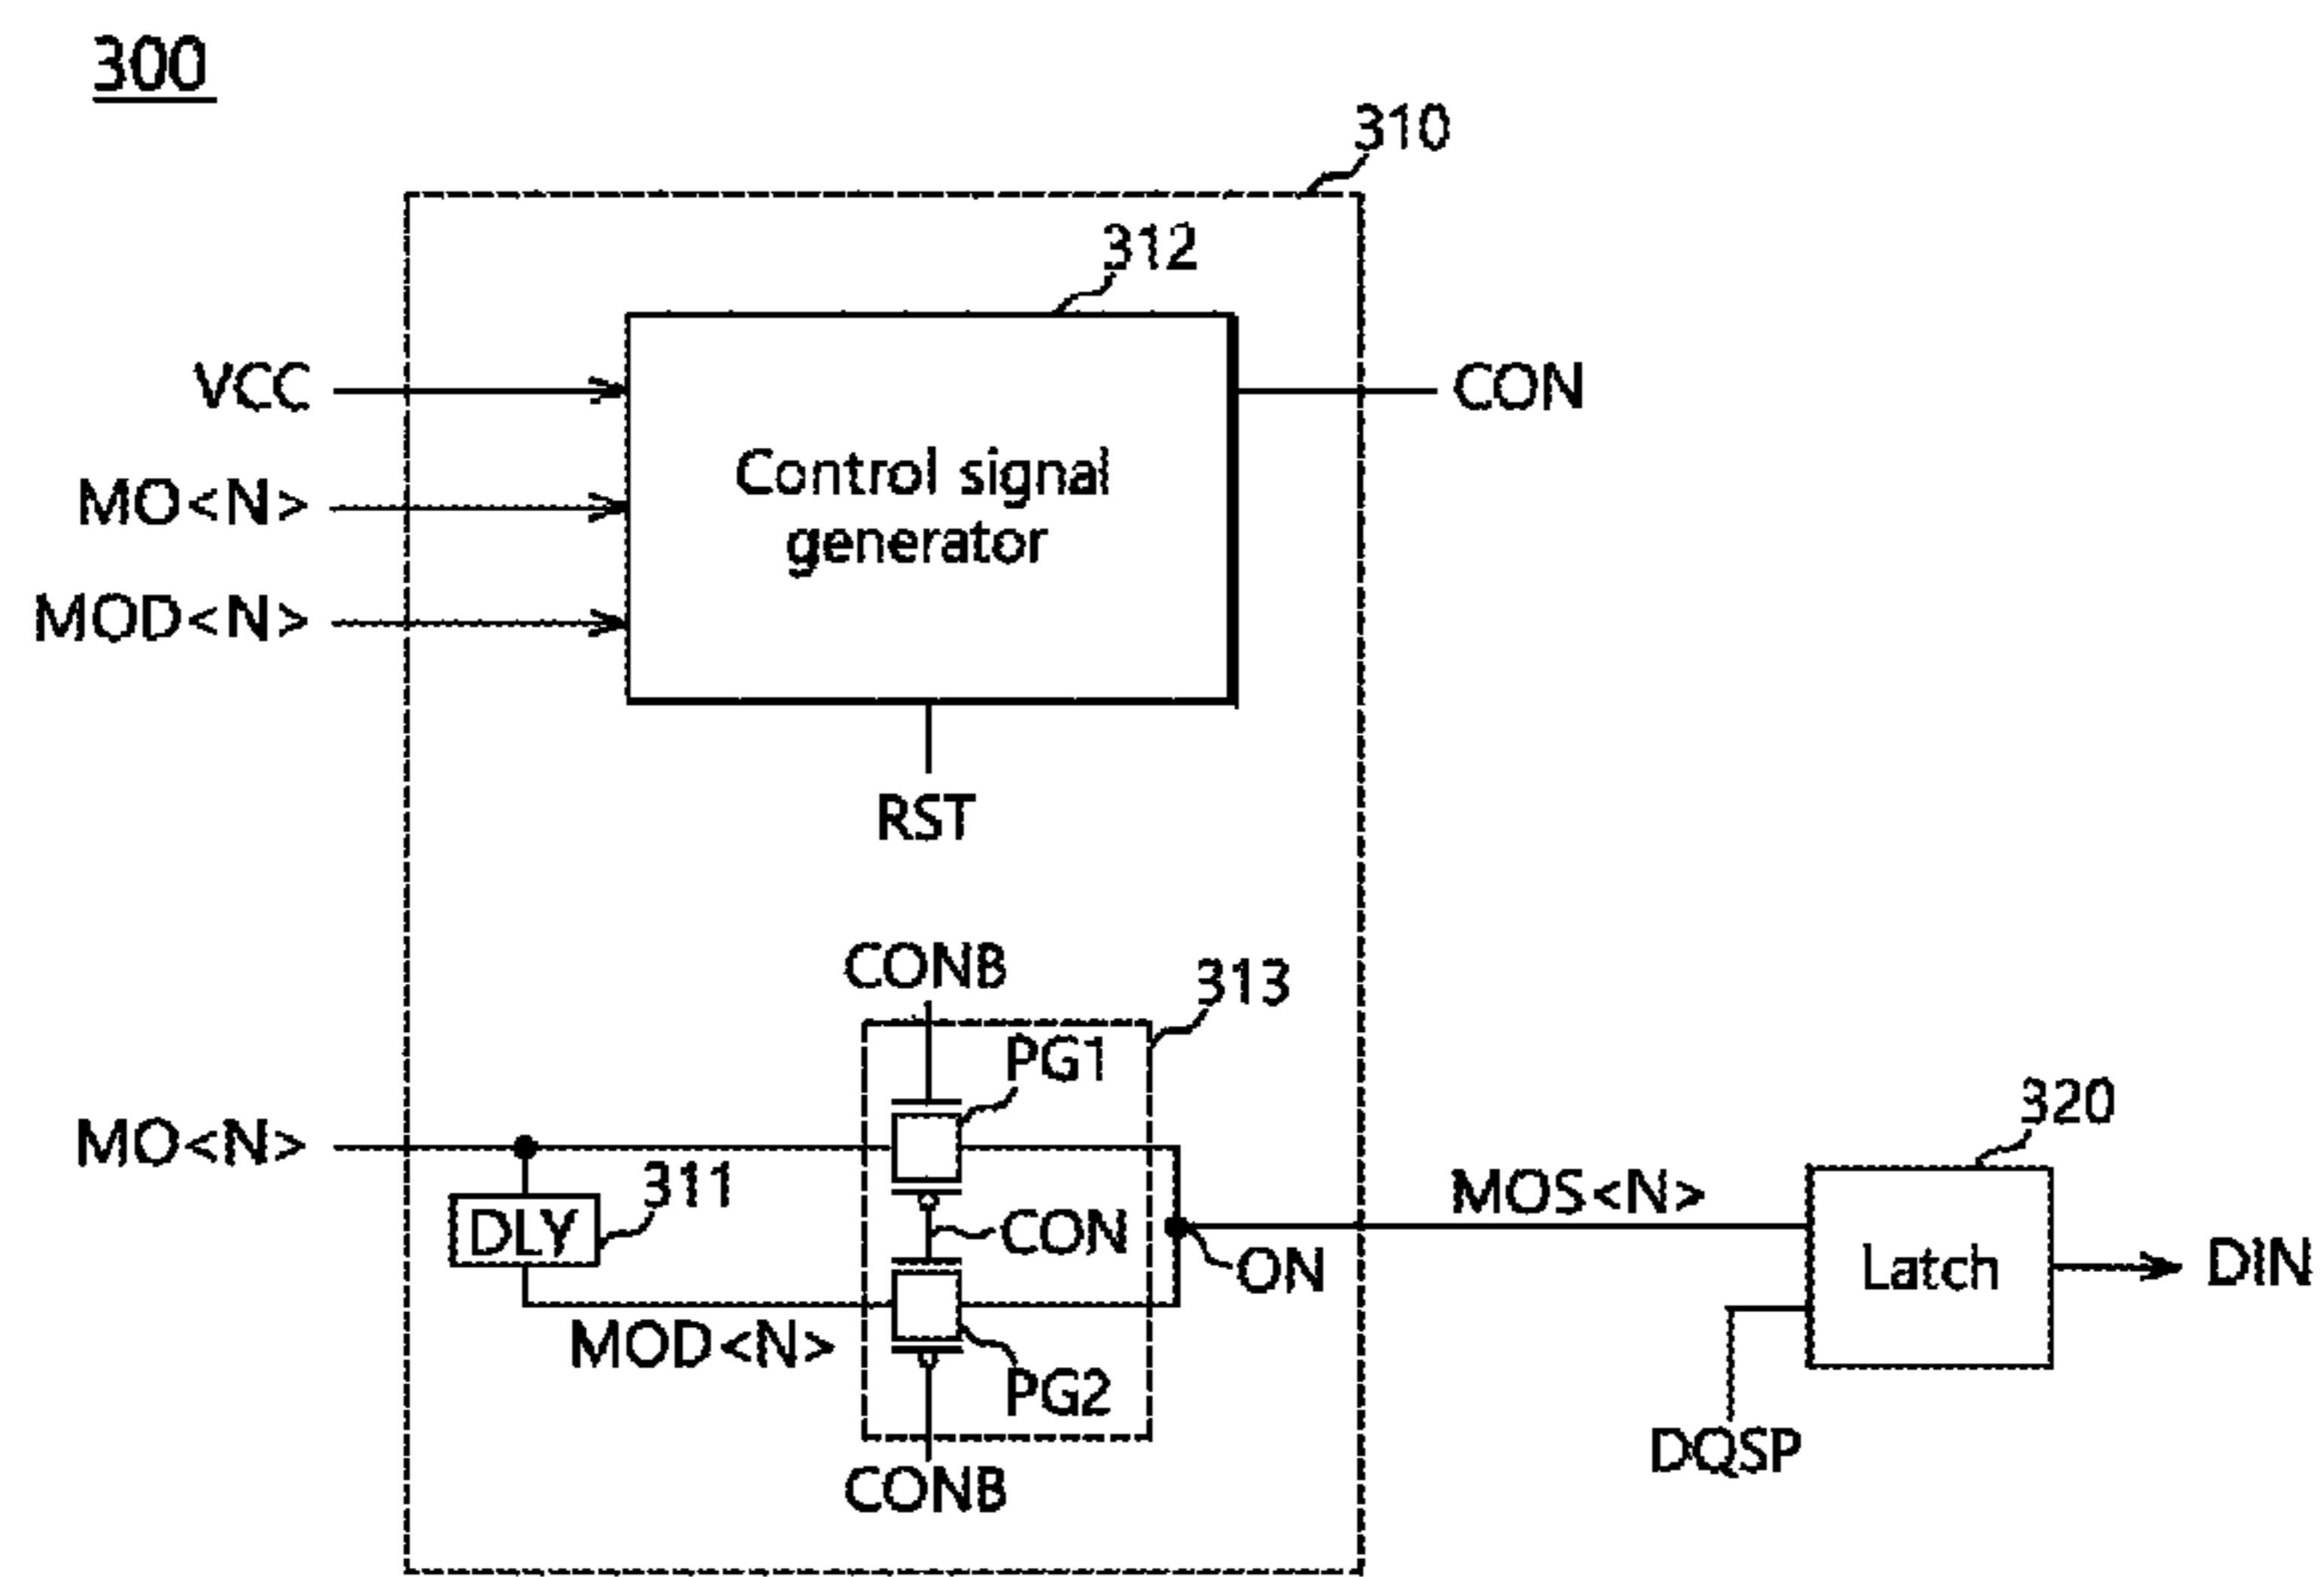 300
310
312
VCC
CON
MO<N>
Control signal
generator
MOD<N>
RST
CONB
313
PG1
MO<N>
311
DLY
CON
ON
MOS<N>
320
Latch
DIN
MOD<N>
PG2
DQSP
CONB